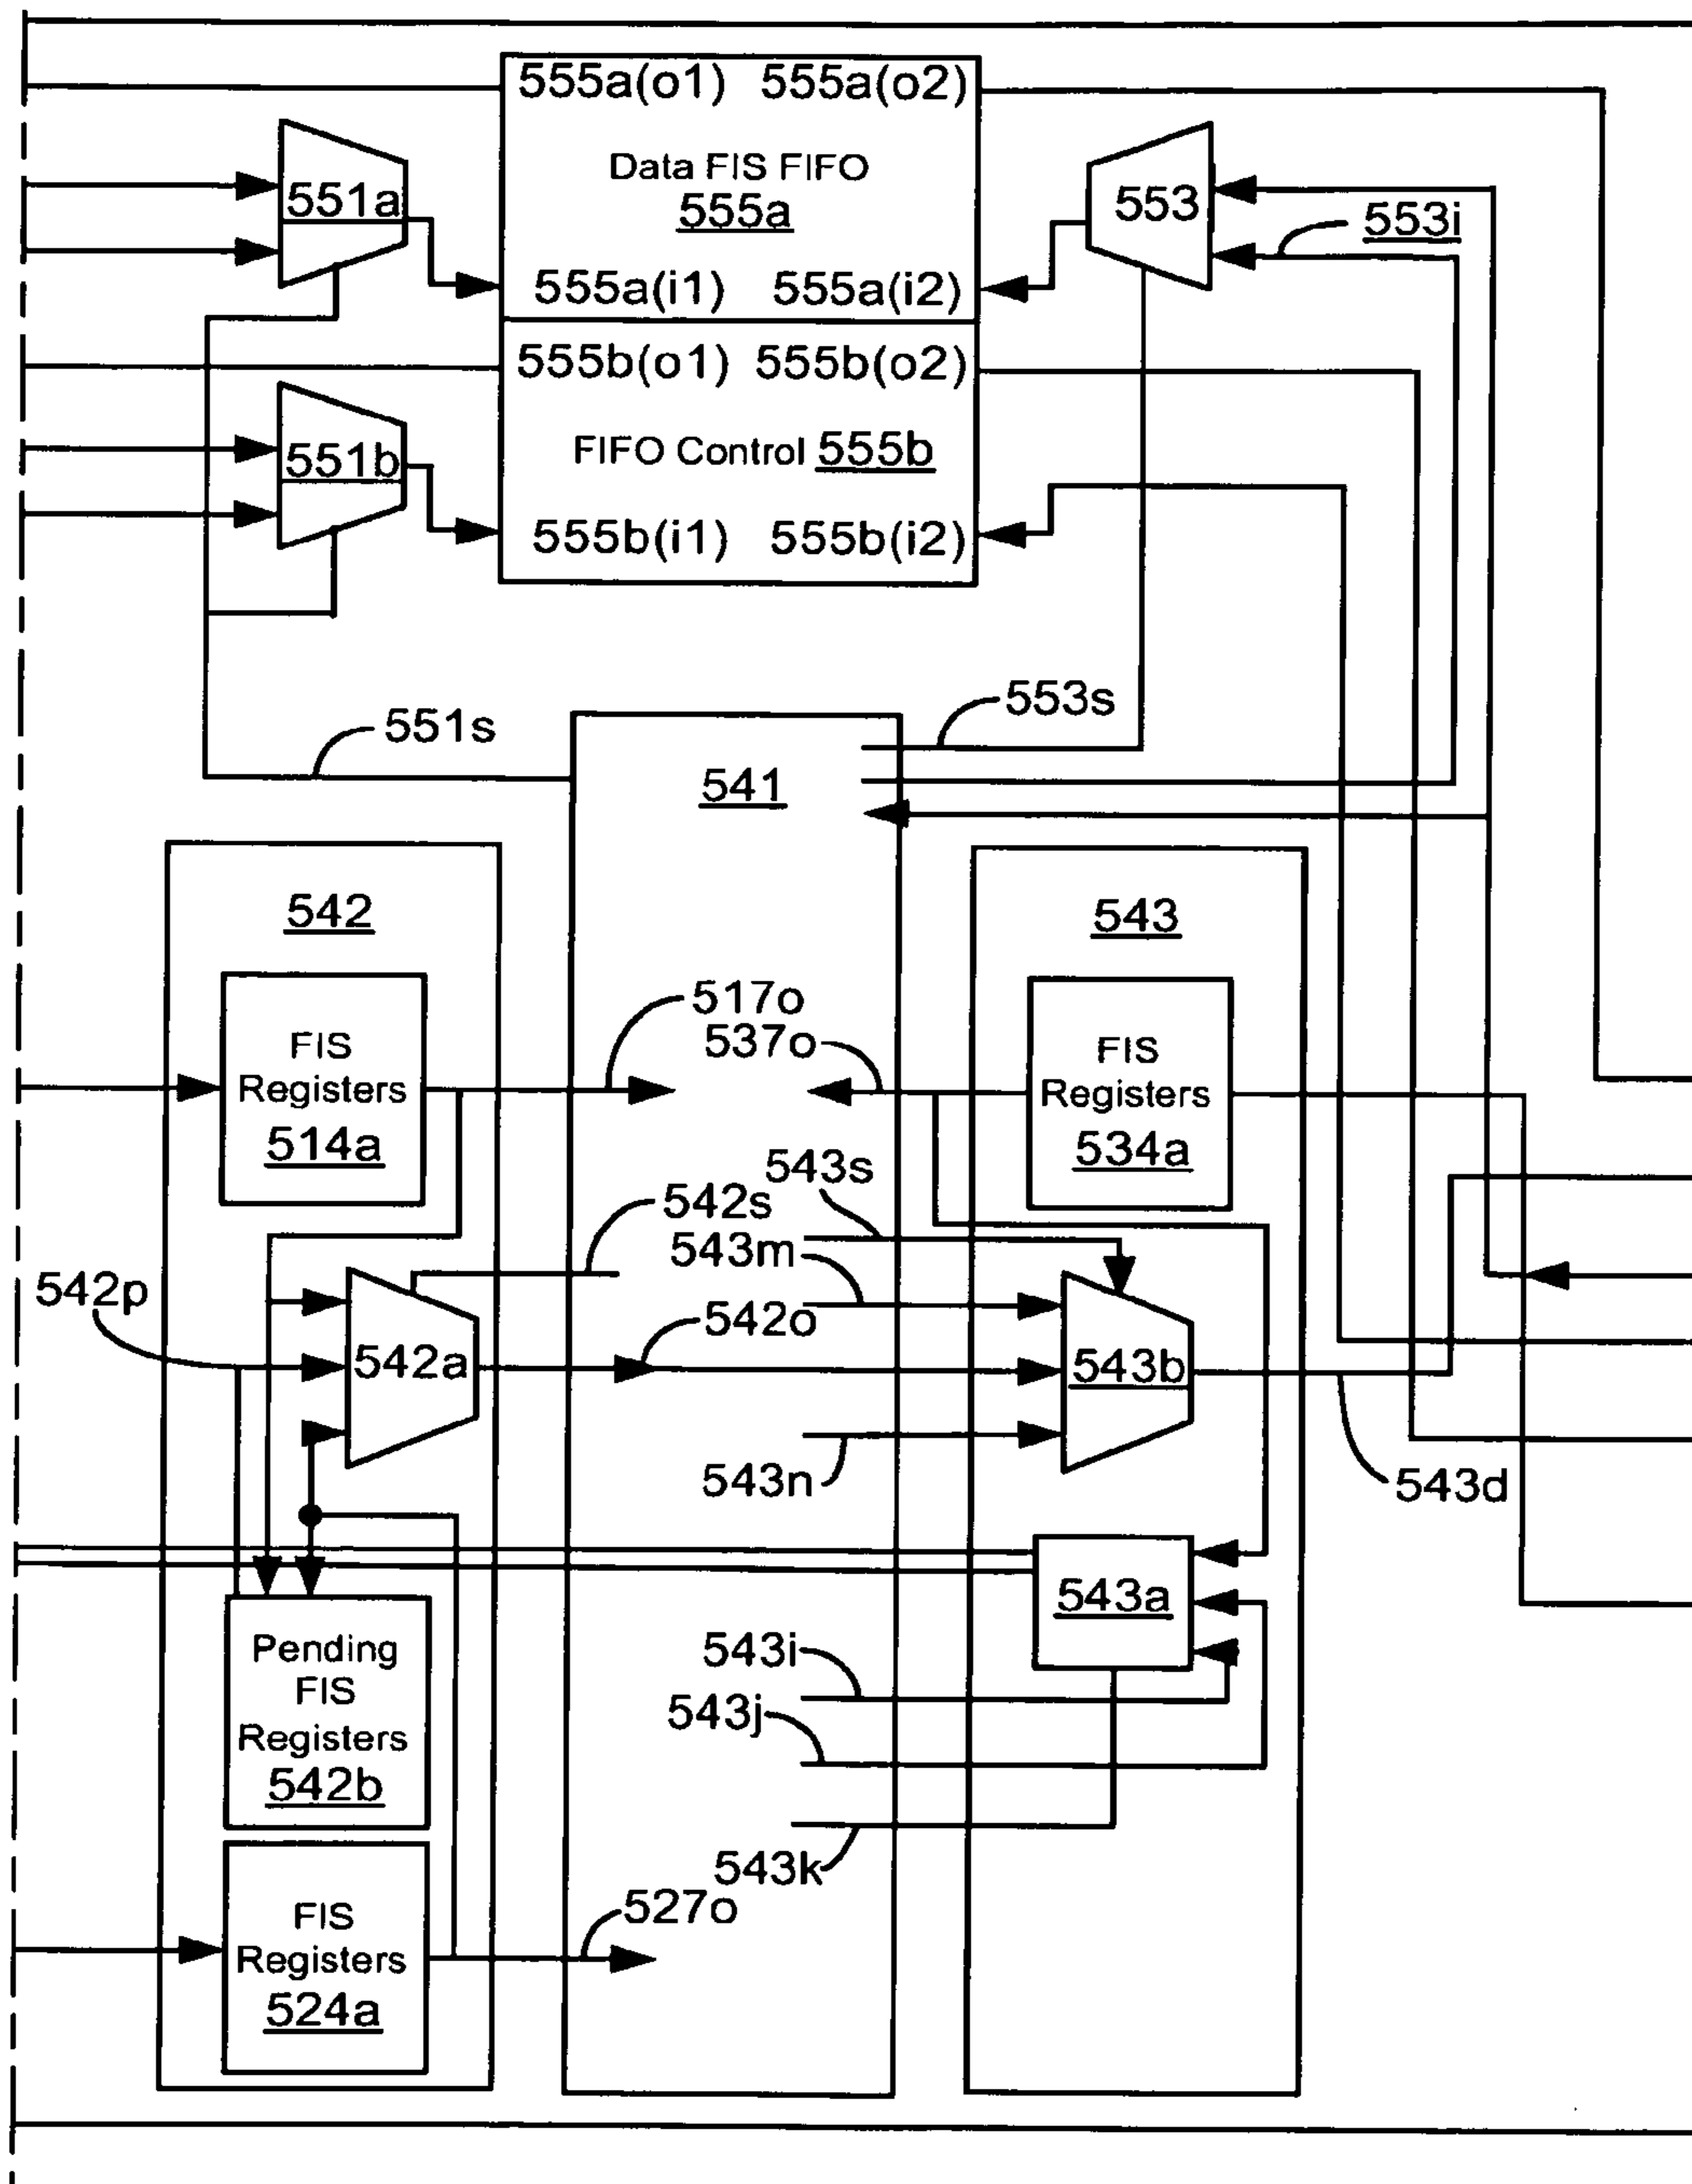 555a(o1) 555a(o2)
Data FIS FIFO
555a
551a
553
553i
555a(i1) 555a(i2)
555b(o1) 555b(o2)
551b
FIFO Control 555b
555b(i1) 555b(i2)
553s
551s
541
542
543
517o
537o
FIS
Registers
514a
FIS
Registers
534a
543s
542s
543m
542p
542o
542a
543b
543n
543d
543a
Pending
FIS
Registers
542b
543i
543j
543k
527o
FIS
Registers
524a